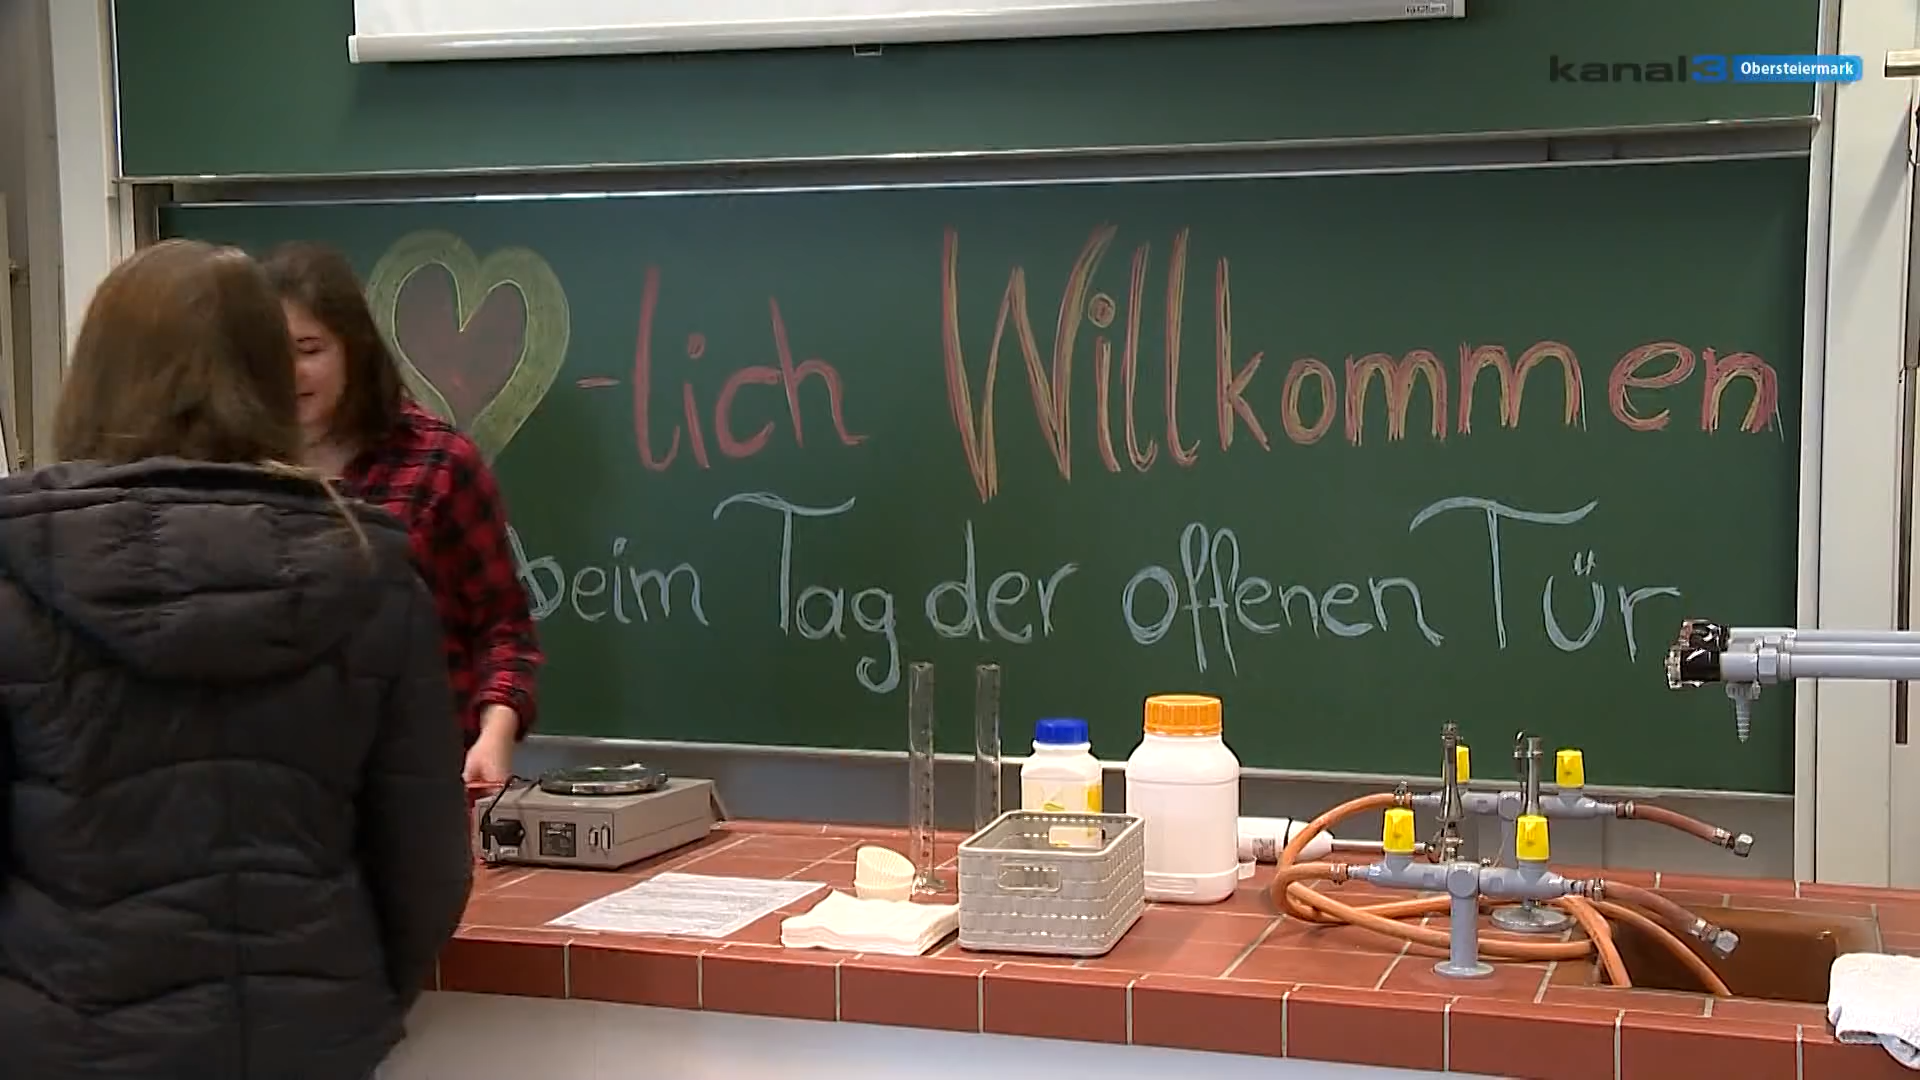 kanal3 Obersteiermark
♥-lich Willkommen
beim Tag der offenen Tür